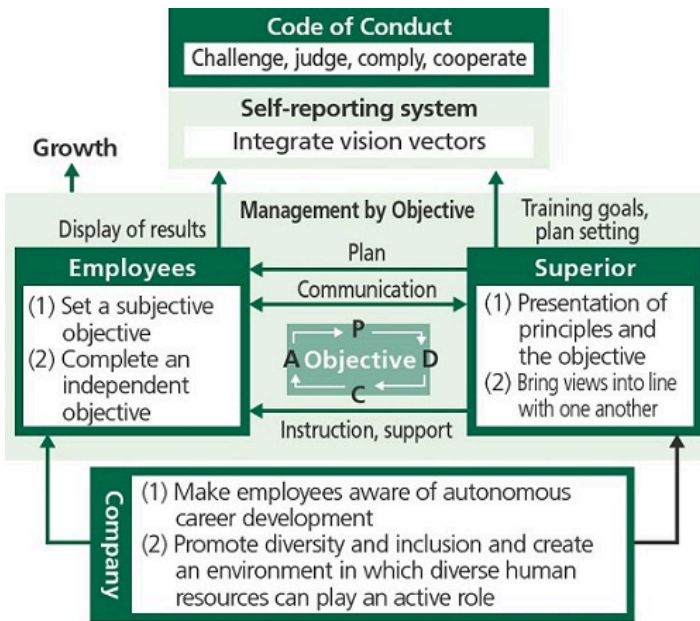 Code of Conduct
Challenge, judge, comply, cooperate
Self-reporting system
Integrate vision vectors
Growth
Display of results
Management by Objective
Training goals,
plan setting
Employees
(1) Set a subjective
objective
(2) Complete an
independent
objective
Plan
Communication
P
A Objective D
C
Instruction, support
Superior
(1) Presentation of
principles and
the objective
(2) Bring views into line
with one another
Company
(1) Make employees aware of autonomous
career development
(2) Promote diversity and inclusion and create
an environment in which diverse human
resources can play an active role